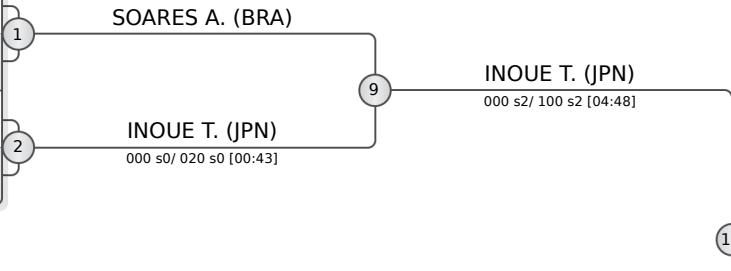 SOARES A. (BRA)
1
INOUE T. (JPN)
9
000 s2/ 100 s2 [04:48]
INOUE T. (JPN)
2
000 s0/ 020 s0 [00:43]